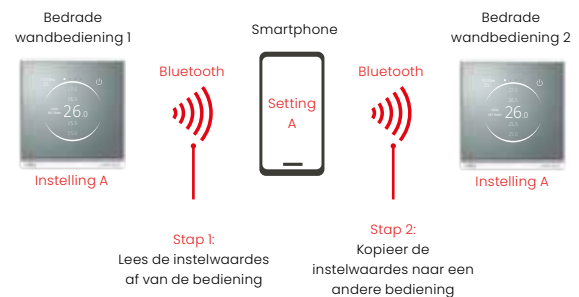 Bedrade
wandbediening 1
Smartphone
Bedrade
wandbediening 2
Bluetooth
Bluetooth
26.0
Setting
A
26.0
Instelling A
Instelling A
Stap 1:
Lees de instelwaardes
af van de bediening
Stap 2:
Kopieer de
instelwaardes naar een
andere bediening